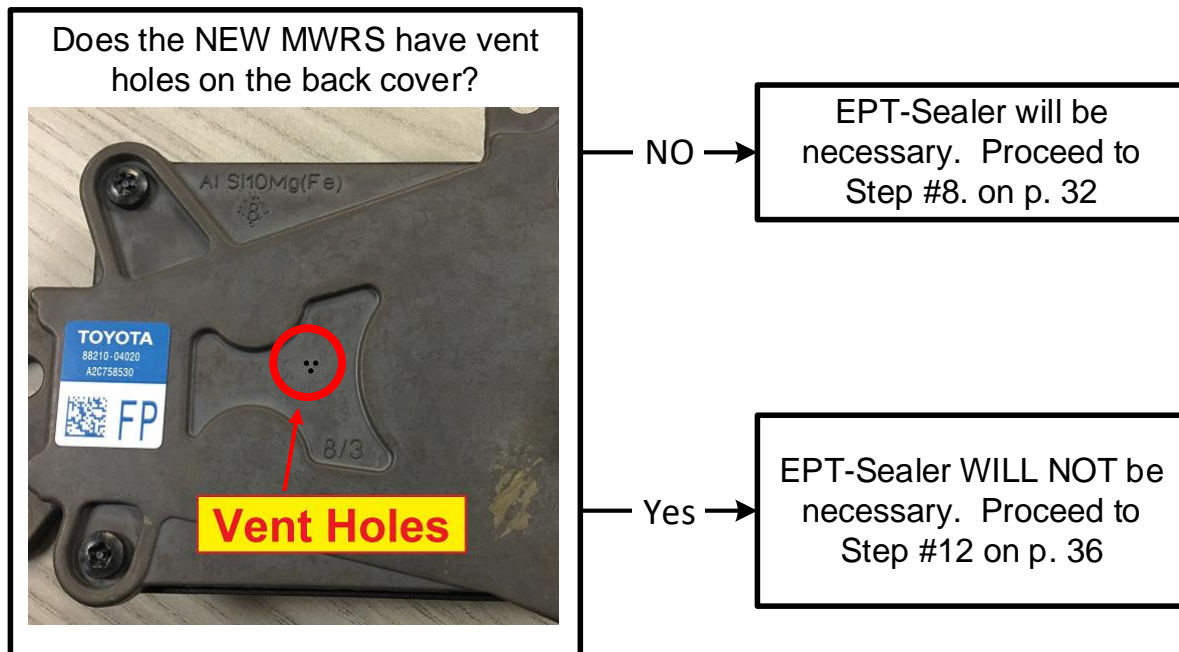 Does the NEW MWRS have vent
holes on the back cover?
Al Si10Mg(Fe)
8
TOYOTA
88210-04020
A2C758530
FP
8/3
Vent Holes
NO
EPT-Sealer will be
necessary. Proceed to
Step #8. on p. 32
Yes
EPT-Sealer WILL NOT be
necessary. Proceed to
Step #12 on p. 36